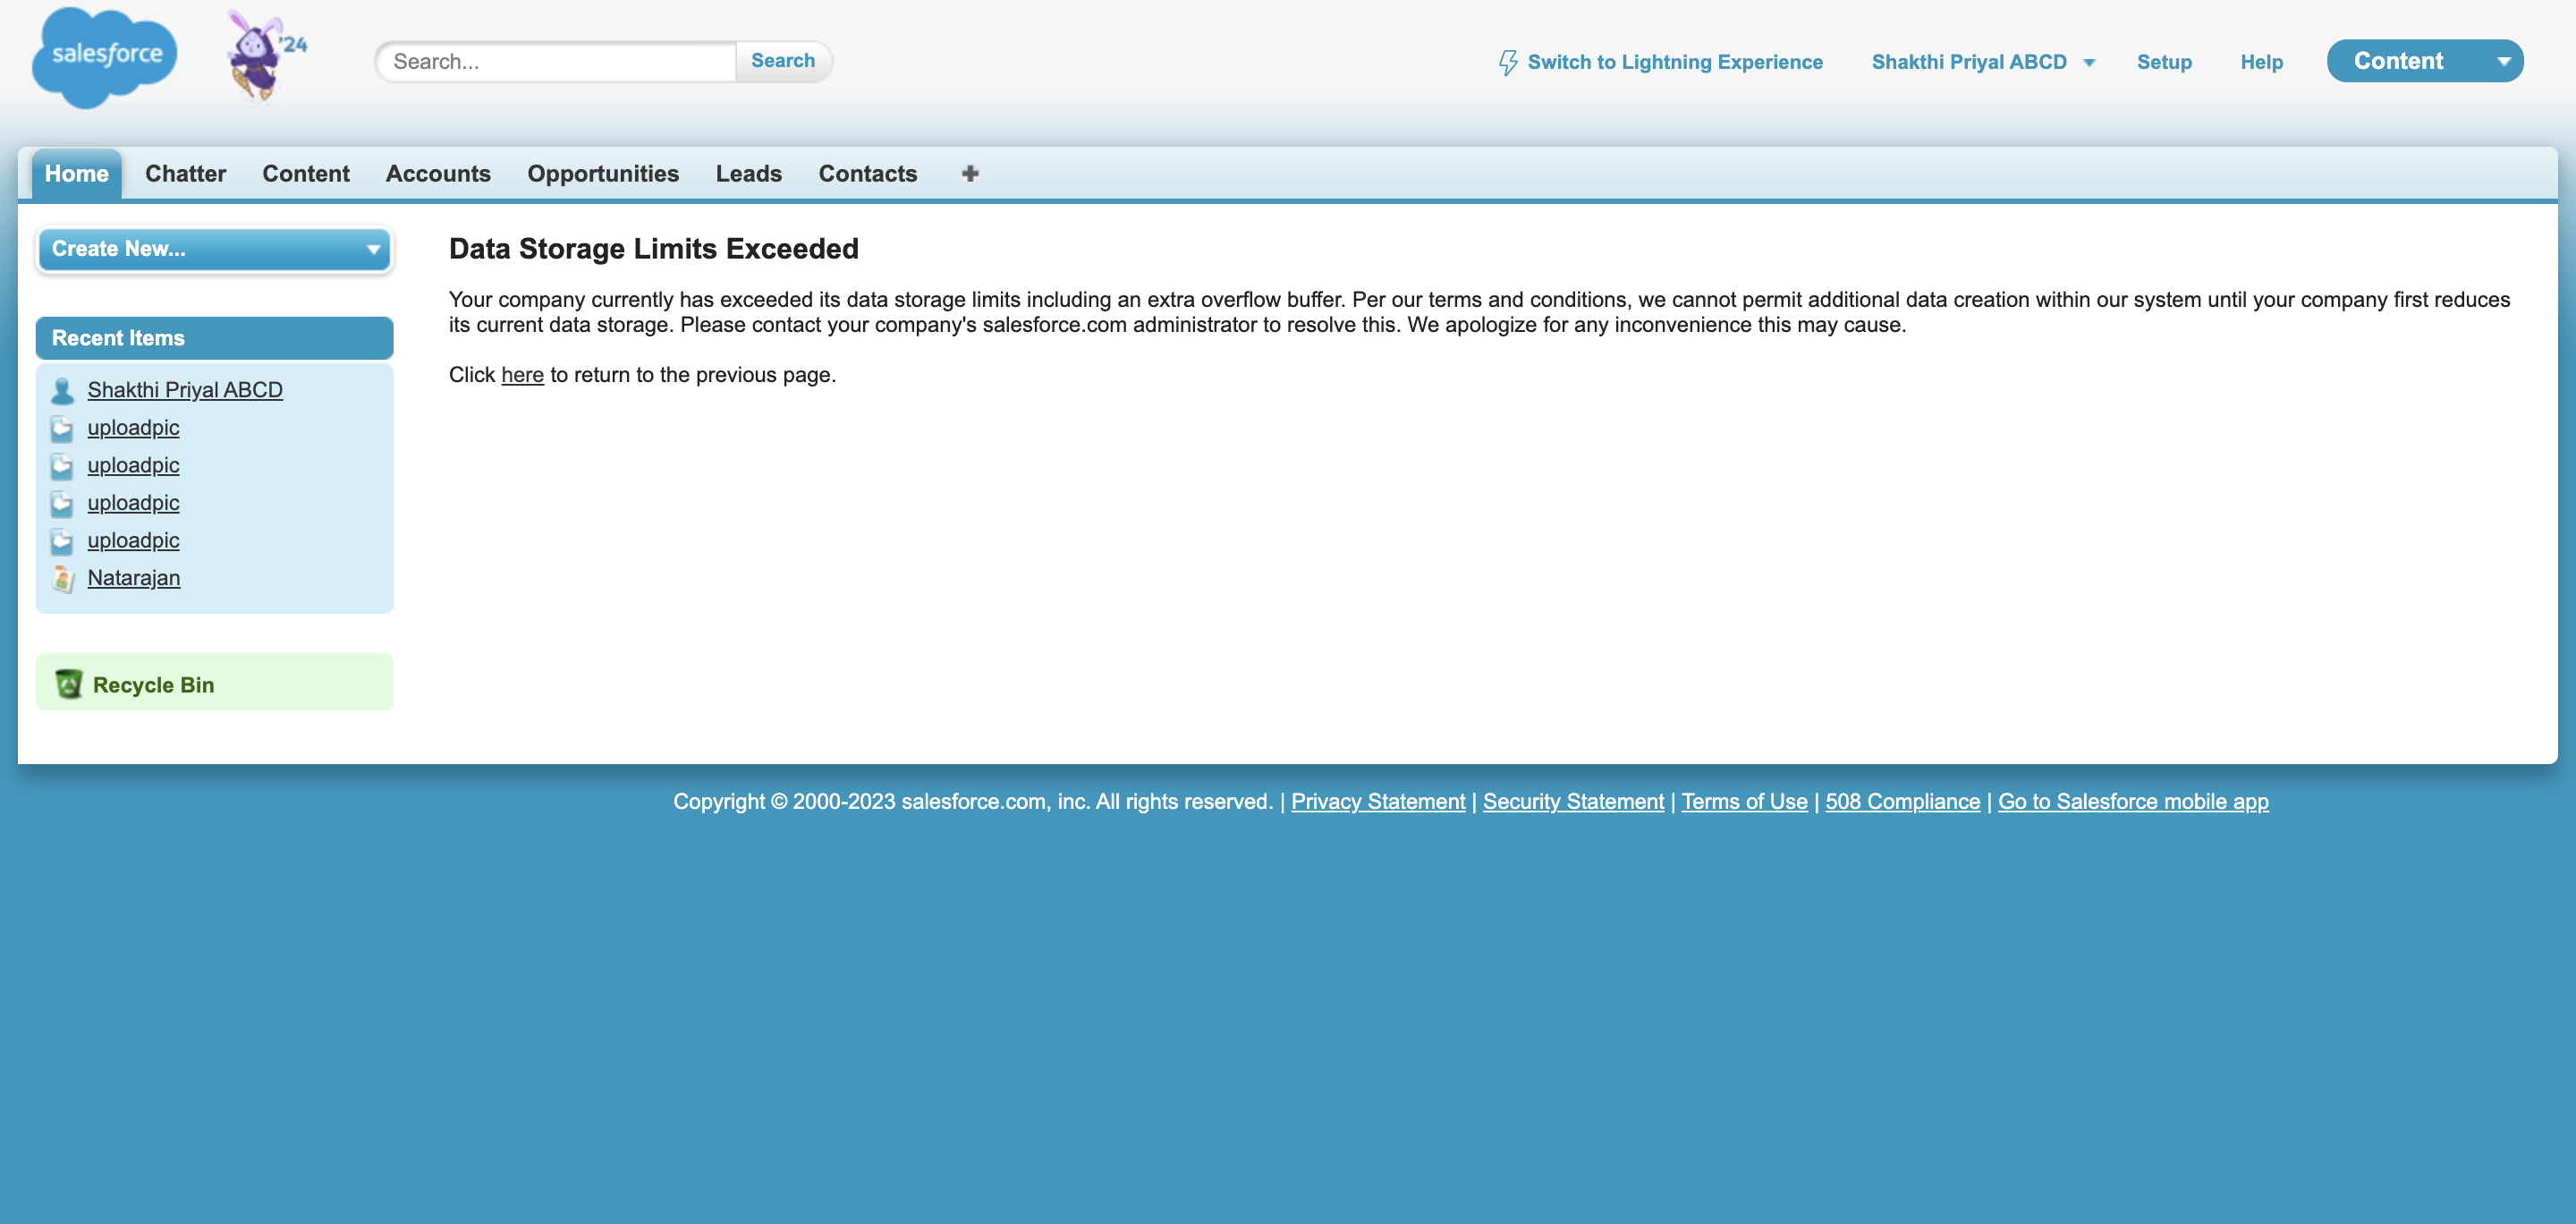 salesforce
'24
Search...
Search
Switch to Lightning Experience
Shakthi Priyal ABCD
Setup
Help
Content
Home
Chatter
Content
Accounts
Opportunities
Leads
Contacts
Create New...
Recent Items
Shakthi Priyal ABCD
uploadpic
uploadpic
uploadpic
uploadpic
Natarajan
Recycle Bin
Data Storage Limits Exceeded
Your company currently has exceeded its data storage limits including an extra overflow buffer. Per our terms and conditions, we cannot permit additional data creation within our system until your company first reduces
its current data storage. Please contact your company's salesforce.com administrator to resolve this. We apologize for any inconvenience this may cause.
Click here to return to the previous page.
Copyright © 2000-2023 salesforce.com, inc. All rights reserved. | Privacy Statement | Security Statement | Terms of Use | 508 Compliance | Go to Salesforce mobile app